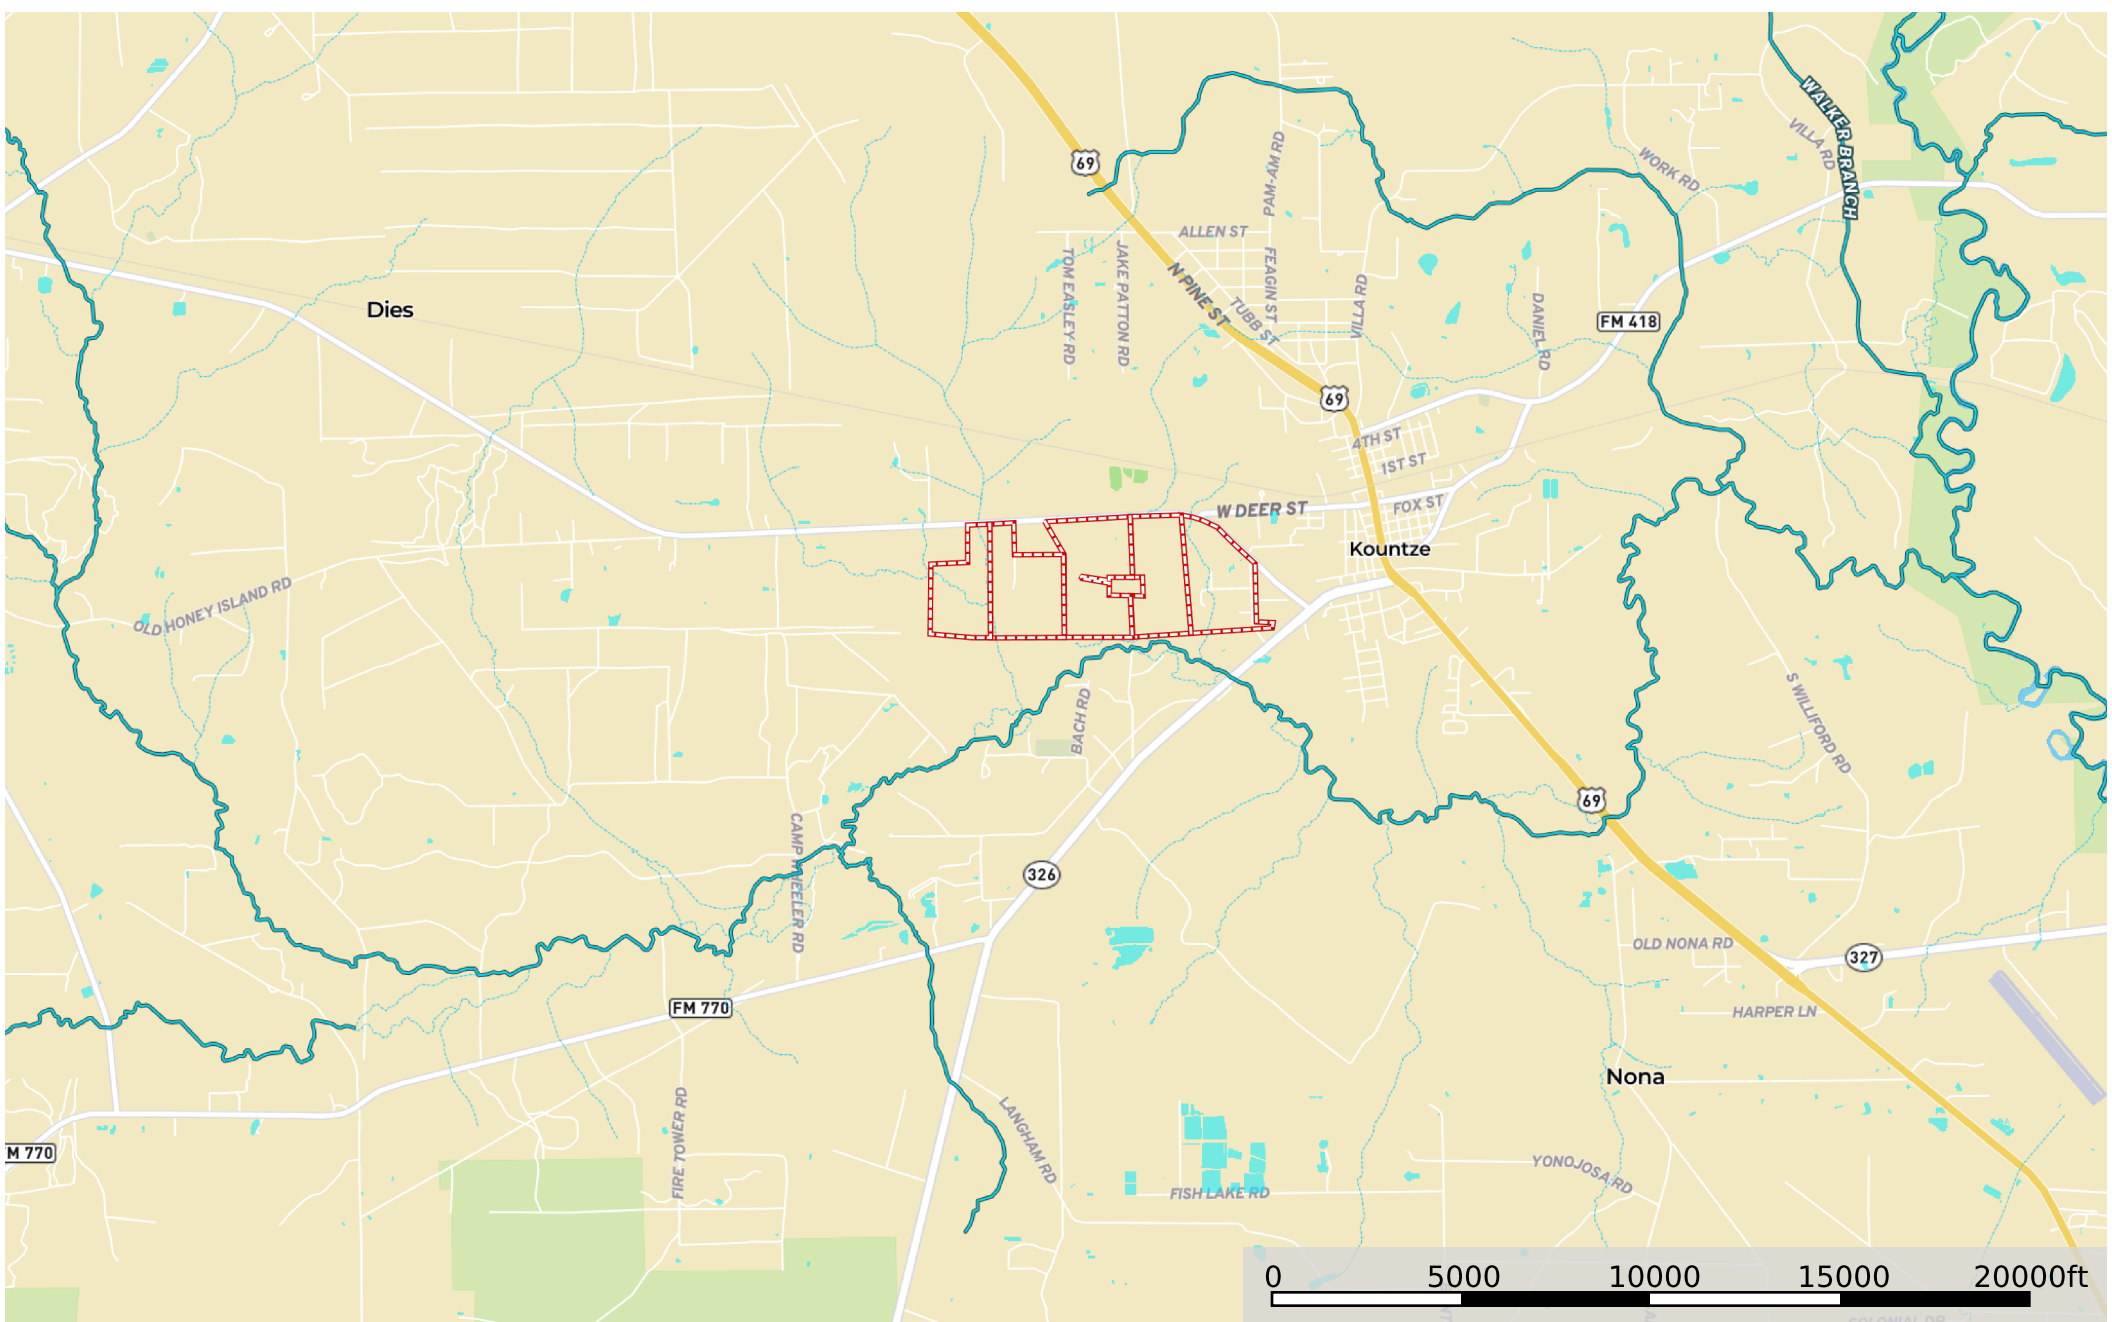 WALKER BRANCH
VILLA RD
WORK RD
69
PAM-AM RD
ALLEN ST
TOM EASLEY RD
JAKE PATTON RD
N PINE ST
FEAGIN ST
TUBB ST
VILLA RD
DANIEL RD
FM 418
Dies
69
4TH ST
1ST ST
W DEER ST
FOX ST
Kountze
OLD HONEY ISLAND RD
BACH RD
S WILLIFORD RD
69
CAMP WHEELER RD
326
OLD NONA RD
327
FM 770
HARPER LN
Nona
FIRE TOWER RD
LANGHAM RD
FM 770
YONOJOSA RD
FISH LAKE RD
0 5000 10000 15000 20000ft
COLONIAL DR